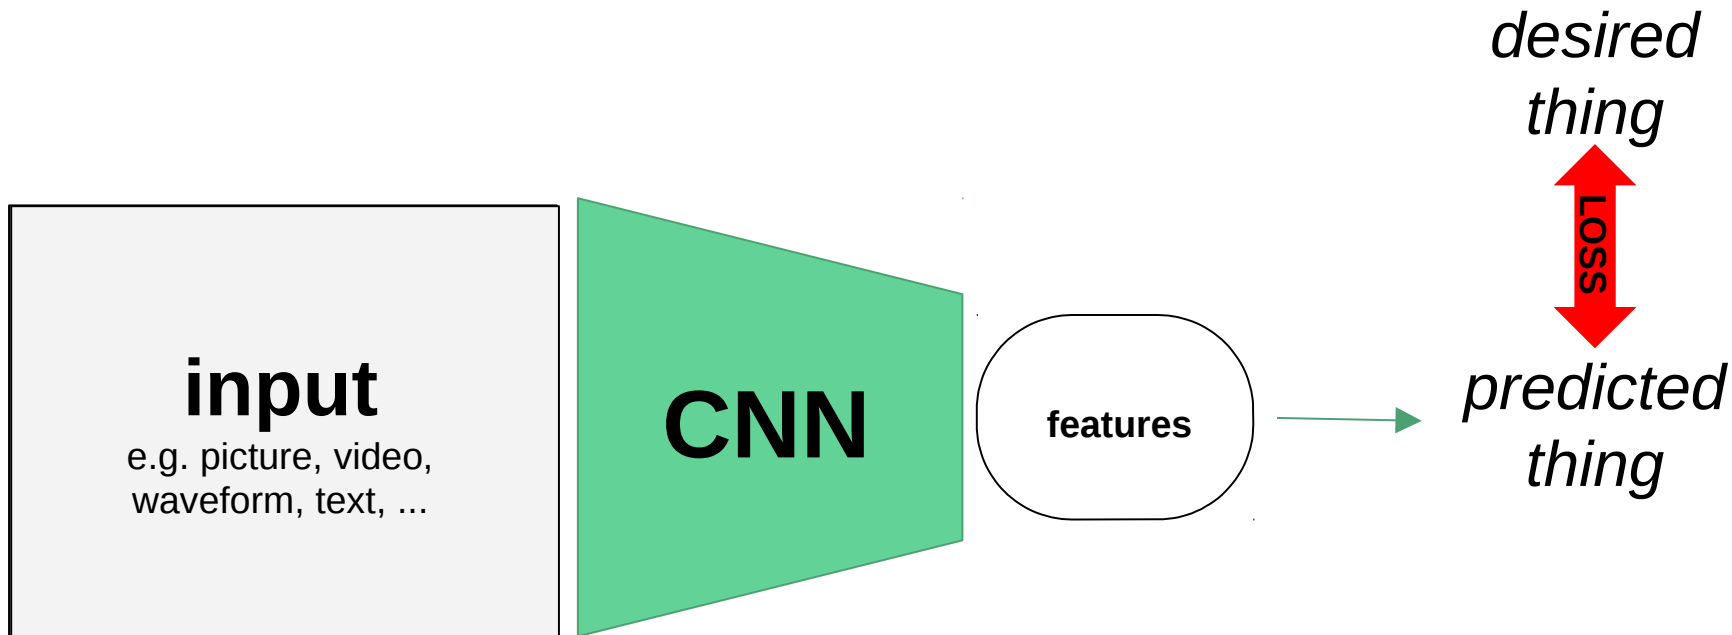 input
e.g. picture, video,
waveform, text, ...
CNN
features
desired
thing
LOSS
predicted
thing